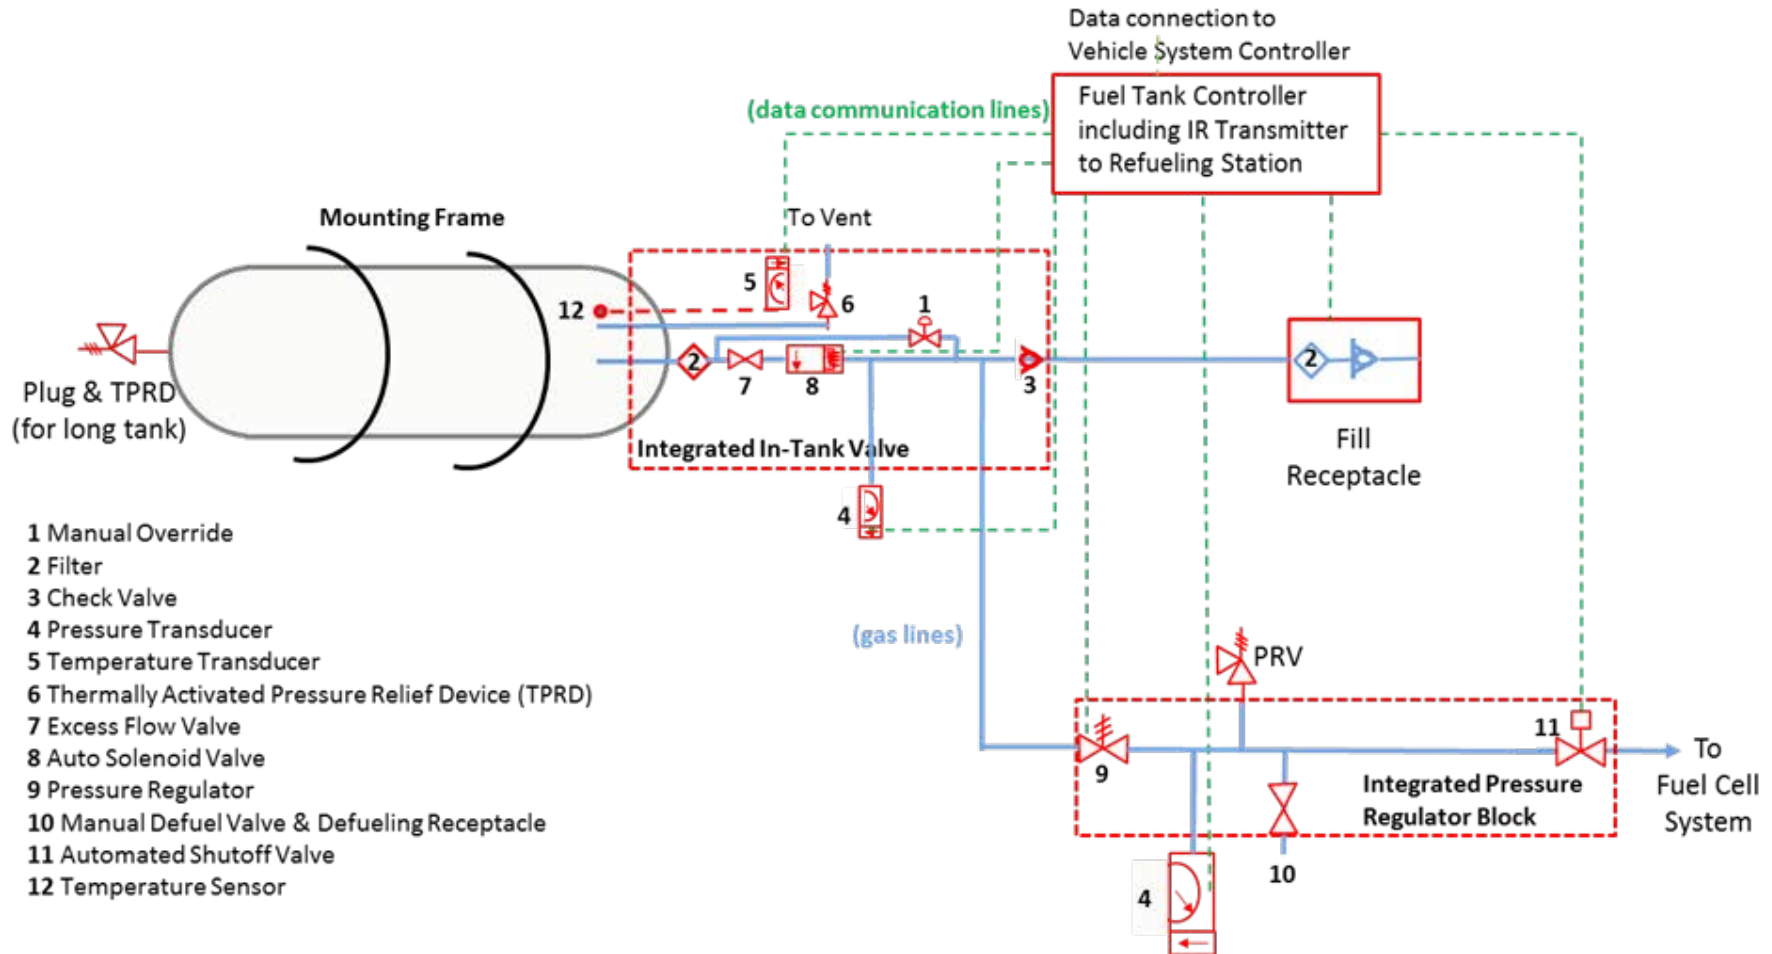 Data connection to
Vehicle System Controller
Fuel Tank Controller
including IR Transmitter
to Refueling Station
(data communication lines)
Mounting Frame
To Vent
5
6
1
12
2
7
8
3
2
Plug & TPRD
(for long tank)
Integrated In-Tank Valve
Fill
Receptacle
4
1 Manual Override
2 Filter
3 Check Valve
4 Pressure Transducer
5 Temperature Transducer
6 Thermally Activated Pressure Relief Device (TPRD)
7 Excess Flow Valve
8 Auto Solenoid Valve
9 Pressure Regulator
10 Manual Defuel Valve & Defueling Receptacle
11 Automated Shutoff Valve
12 Temperature Sensor
(gas lines)
PRV
11
9
Integrated Pressure
Regulator Block
To
Fuel Cell
System
10
4